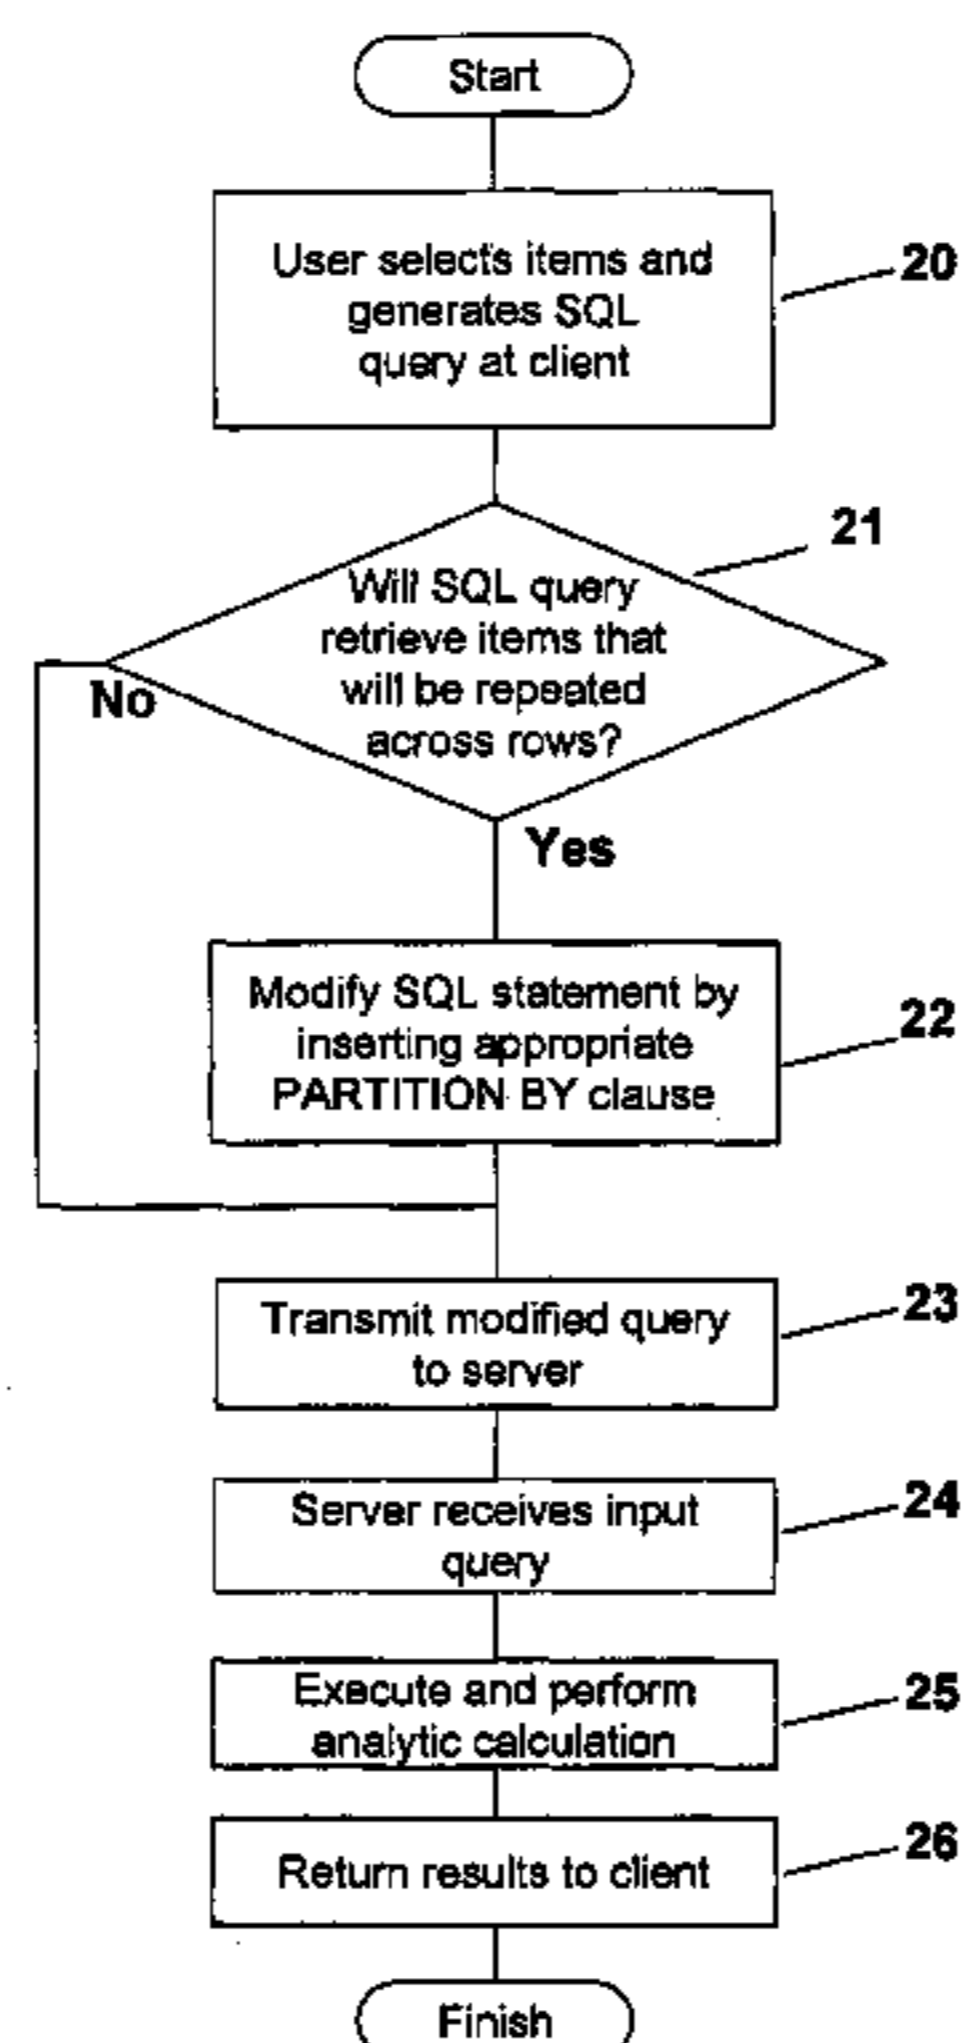 Start
User selects items and
generates SQL
query at client
20
21
Will SQL query
retrieve items that
will be repeated
across rows?
No
Yes
Modify SQL statement by
inserting appropriate
PARTITION BY clause
22
Transmit modified query
to server
23
Server receives input
query
24
Execute and perform
analytic calculation
25
Return results to client
26
Finish